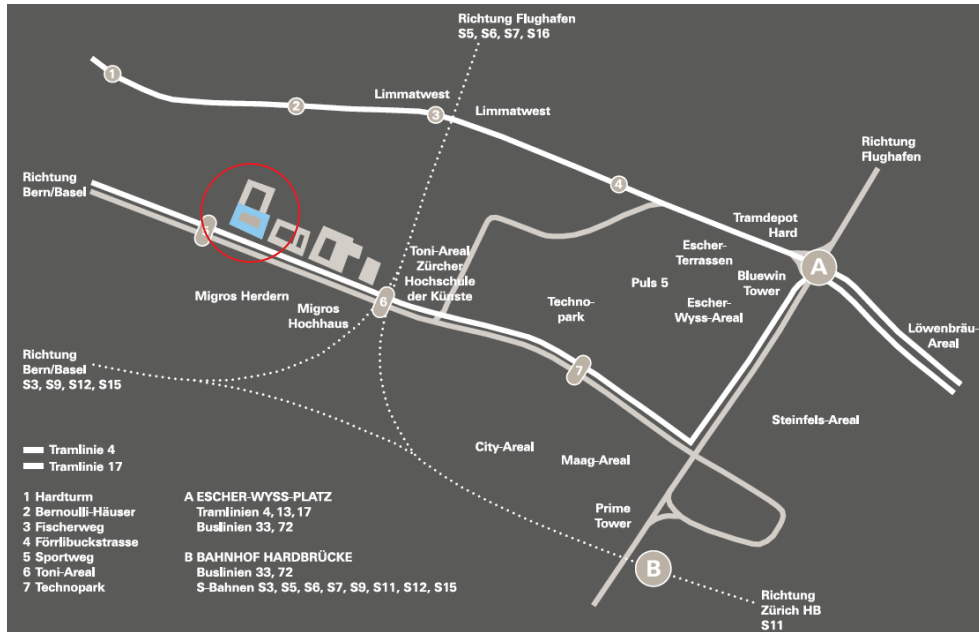 Richtung Flughafen
S5, S6, S7, S16
1
Limmatwest
2
3
Limmatwest
Richtung
Flughafen
Richtung
Bern/Basel
4
Tramdepot
Hard
5
Toni-Areal
Zürcher
Hochschule
der Künste
Escher-
Terrassen
Puls 5
Bluewin
Tower
A
Migros Herdern
Migros
Hochhaus
6
Techno-
park
Escher-
Wyss-Areal
Löwenbräu-
Areal
Richtung
Bern/Basel
S3, S9, S12, S15
7
Steinfels-Areal
City-Areal
Maag-Areal
Tramlinie 4
Tramlinie 17
Prime
Tower
B
1 Hardturm
2 Bernoulli-Häuser
3 Fischerweg
4 Förrlibuckstrasse
5 Sportweg
6 Toni-Areal
7 Technopark
A ESCHER-WYSS-PLATZ
Tramlinien 4, 13, 17
Buslinien 33, 72
B BAHNHOF HARDBRÜCKE
Buslinien 33, 72
S-Bahnen S3, S5, S6, S7, S9, S11, S12, S15
Richtung
Zürich HB
S11